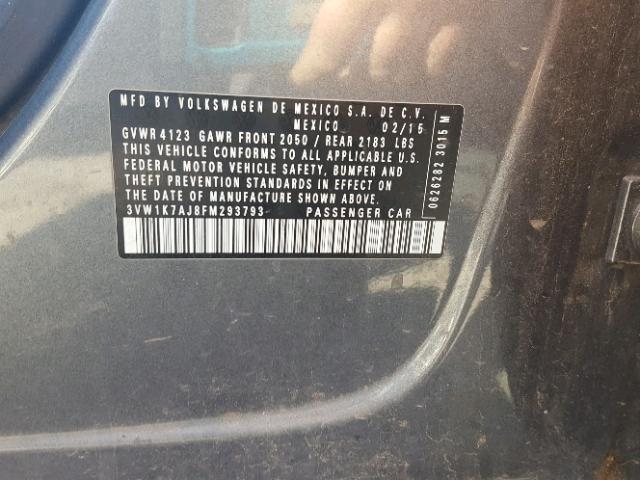 MFD BY VOLKSWAGEN DE MEXICO S.A. DE C.V.
MEXICO 02/15
GVWR 4123 GAWR FRONT 2050 / REAR 2183 LBS
THIS VEHICLE CONFORMS TO ALL APPLICABLE U.S.
FEDERAL MOTOR VEHICLE SAFETY, BUMPER AND
THEFT PREVENTION STANDARDS IN EFFECT ON
THE DATE OF MANUFACTURE SHOWN ABOVE.
3VW1K7AJ8FM293793 PASSENGER CAR
0626282 3015 M